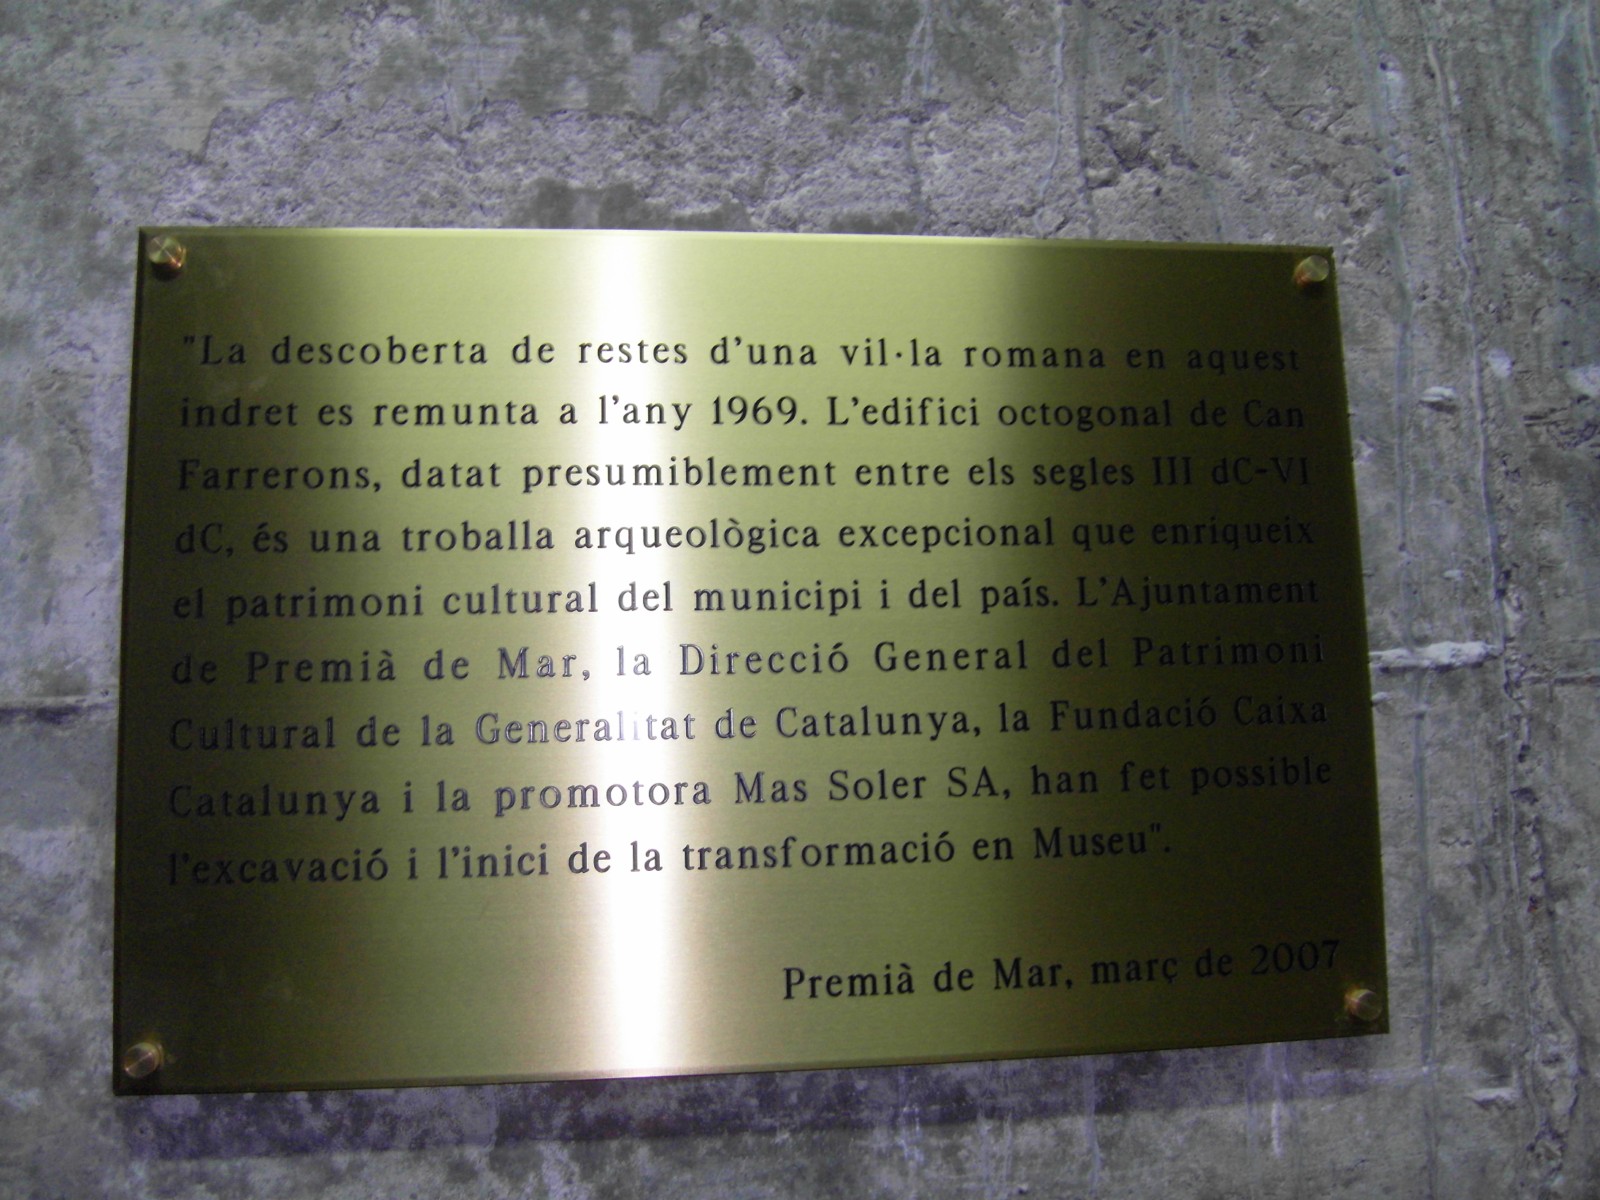 "La descoberta de restes d'una vil·la romana en aquest
indret es remunta a l'any 1969. L'edifici octogonal de Can
Farrerons, datat presumiblement entre els segles III dC-VI
dC, és una troballa arqueològica excepcional que enriqueix
el patrimoni cultural del municipi i del país. L'Ajuntament
de Premià de Mar, la Direcció General del Patrimoni
Cultural de la Generalitat de Catalunya, la Fundació Caixa
Catalunya i la promotora Mas Soler SA, han fet possible
l'excavació i l'inici de la transformació en Museu".
Premià de Mar, març de 2007